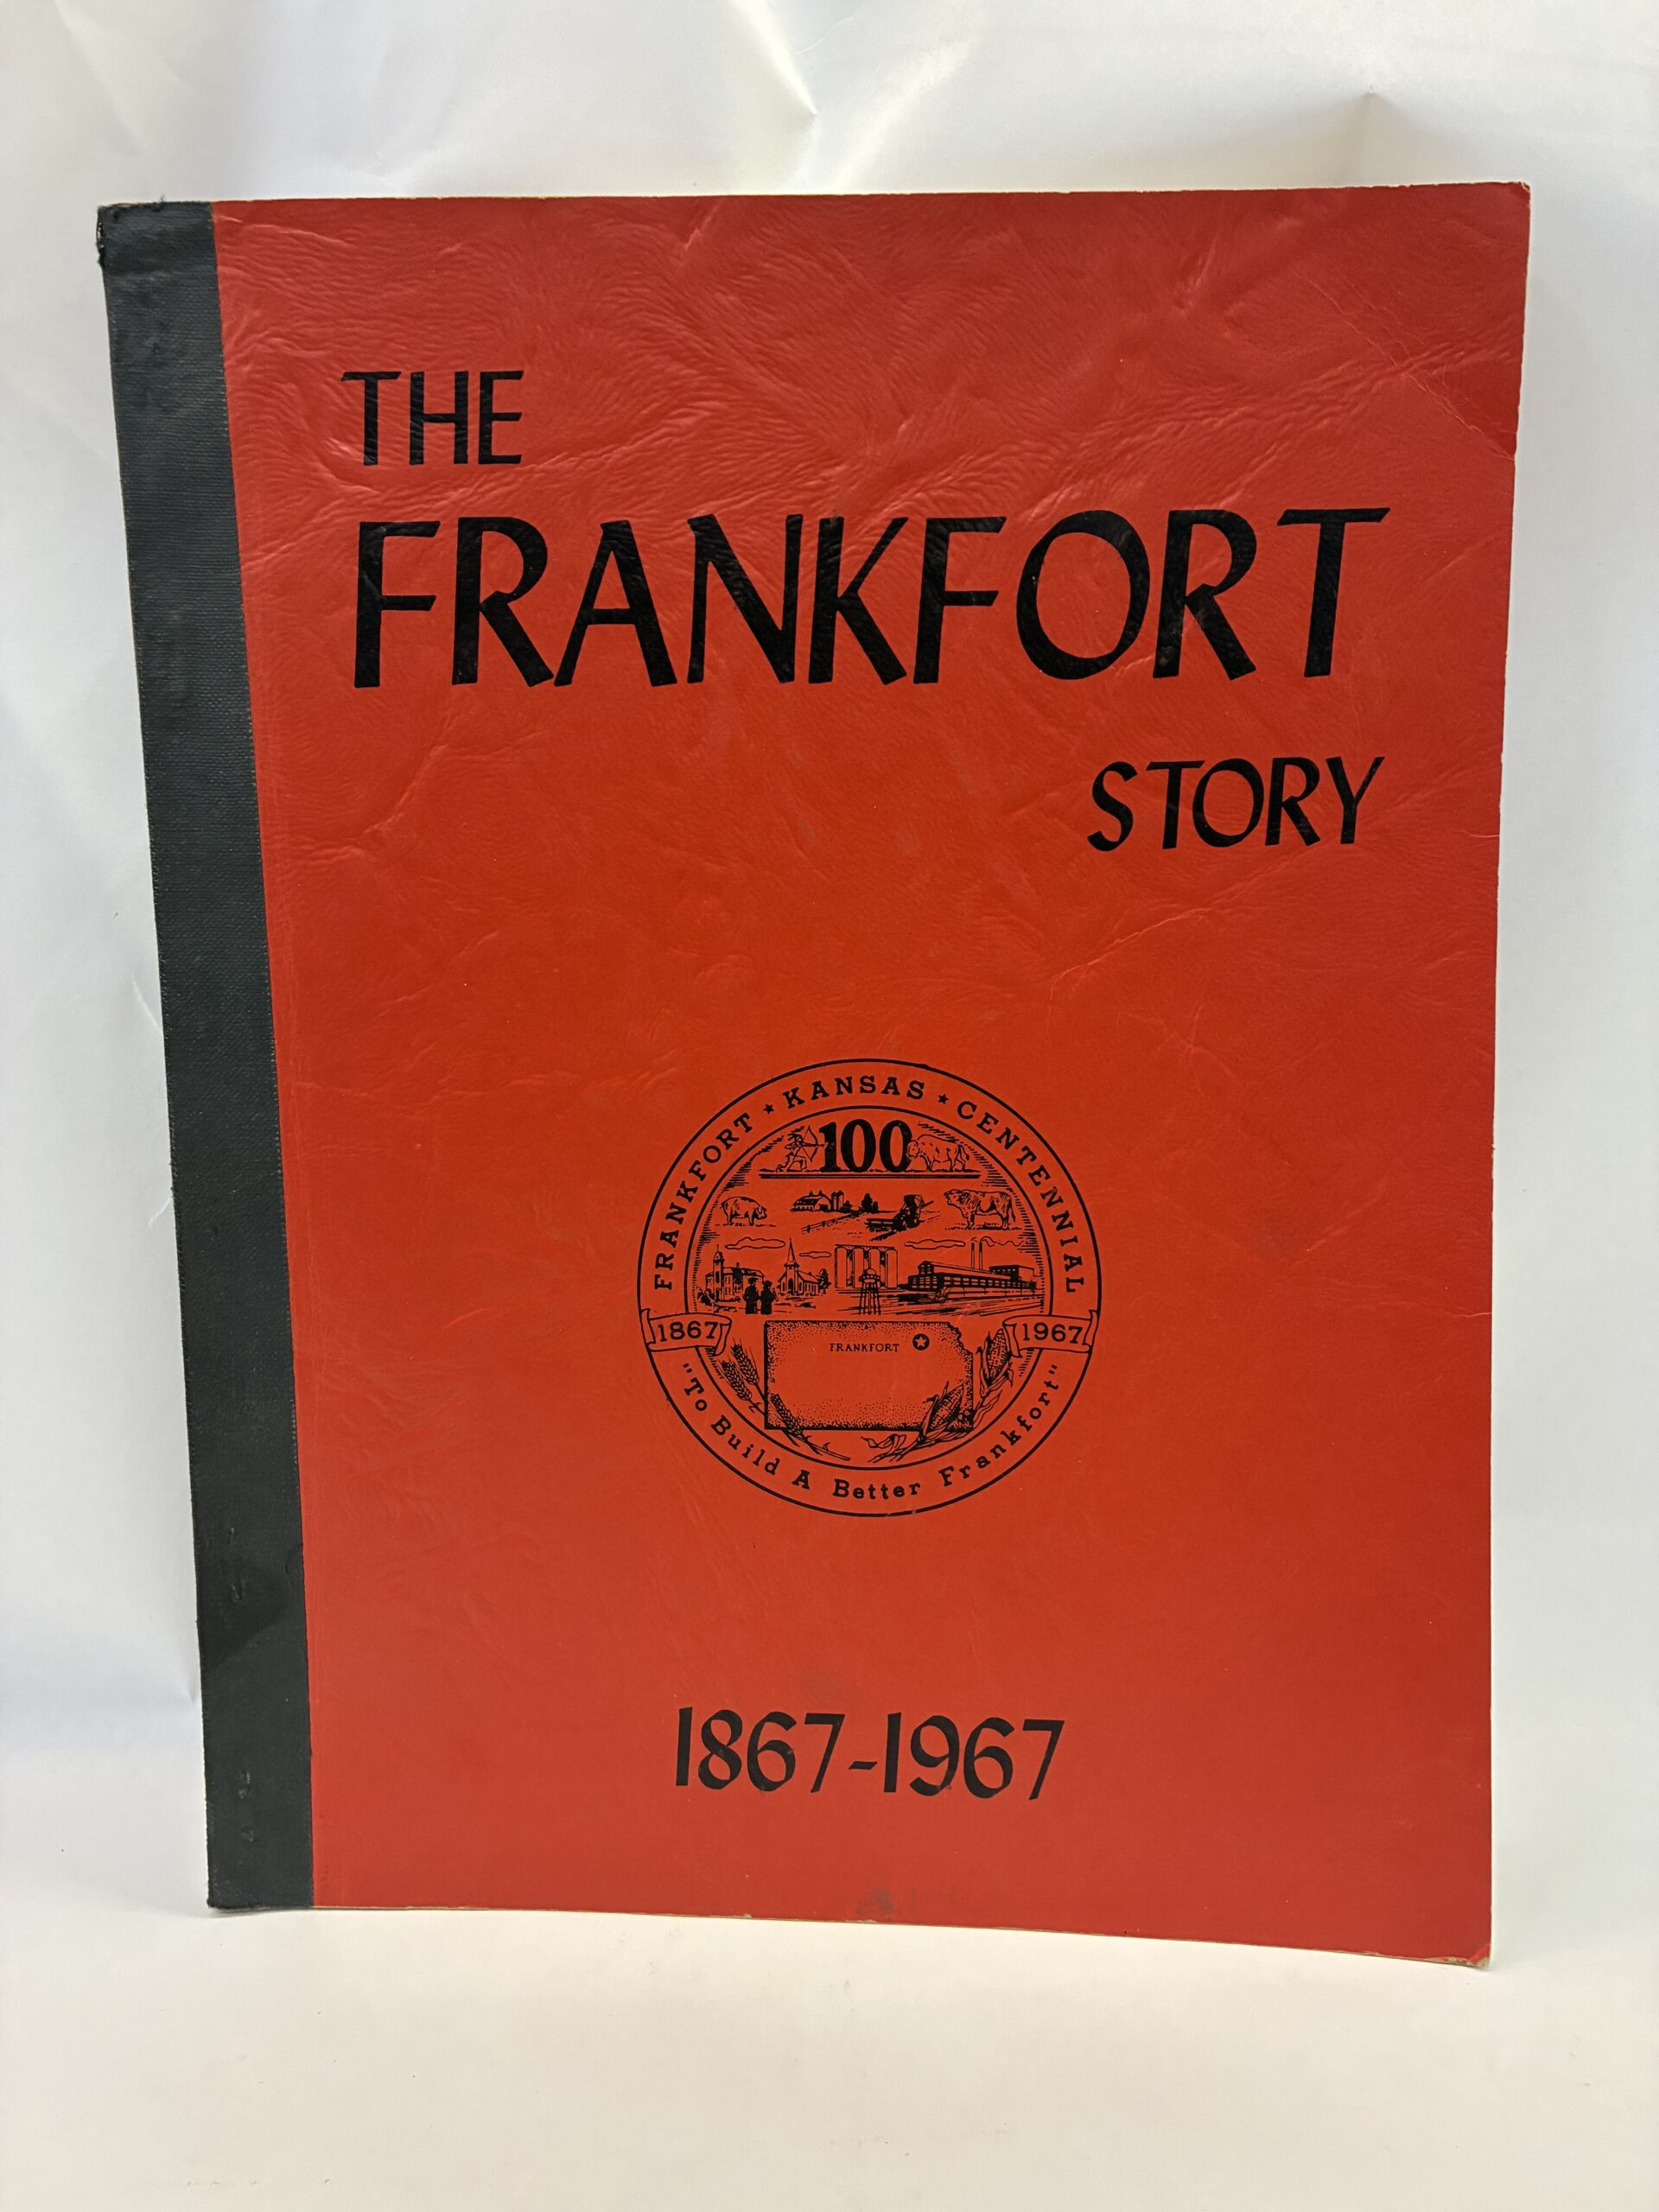 THE
FRANKFORT
STORY
FRANKFORT ★ KANSAS ★ CENTENNIAL
100
1867
1967
FRANKFORT
"To Build A Better Frankfort"
1867-1967